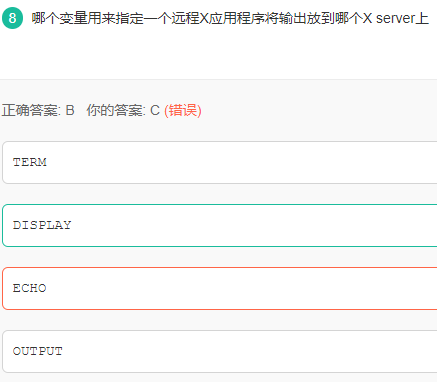 8 哪个变量用来指定一个远程X应用程序将输出放到哪个X server上
正确答案: B 你的答案: C (错误)
TERM
DISPLAY
ECHO
OUTPUT